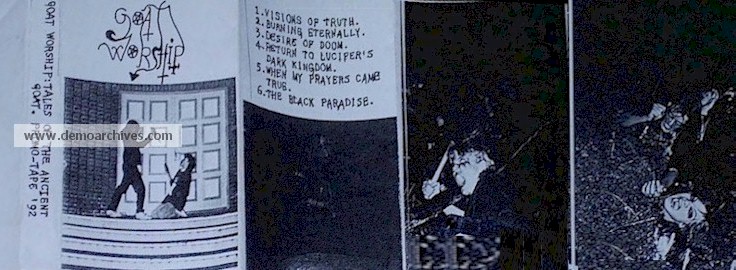 GOAT WORSHIP: TALES OF THE ANCIENT
GOAT. PROMO-TAPE '92
GOAT
WORSHIP
www.demoarchives.com
1.VISIONS OF TRUTH.
2.BURNING ETERNALLY.
3.DESIRE OF DOOM.
4.RETURN TO LUCIFER'S
DARK KINGDOM.
5.WHEN MY PRAYERS CAME
TRUE.
6.THE BLACK PARADISE.